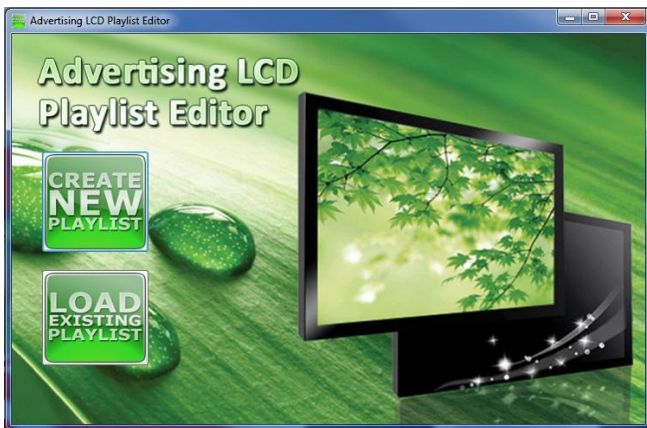 Advertising LCD Playlist Editor
Advertising LCD
Playlist Editor
CREATE
NEW
PLAYLIST
LOAD
EXISTING
PLAYLIST